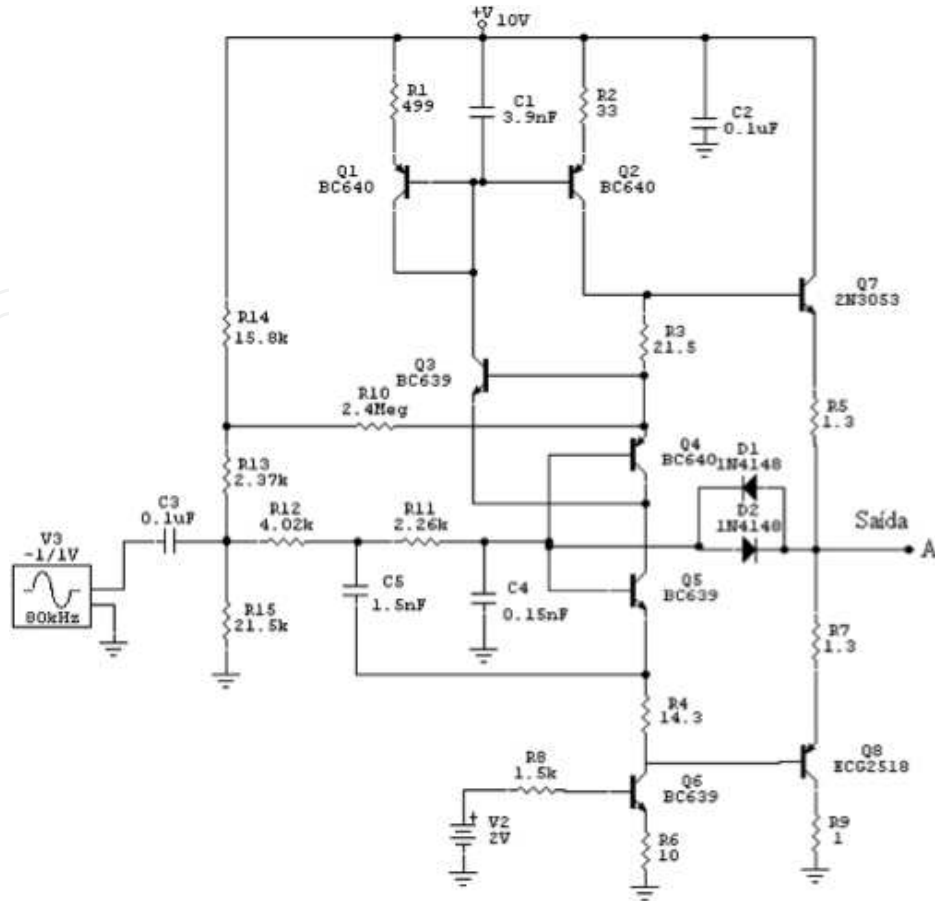 +V
10V
R1
499
C1
3.9nF
R2
33
C2
0.1uF
Q1
BC640
Q2
BC640
Q7
2N3053
R14
15.8k
R3
21.5
Q3
BC639
R10
2.4Meg
R5
1.3
Q4
BC640
D1
1N4148
R13
2.37k
C3
0.1uF
R12
4.02k
R11
2.26k
D2
1N4148
Saída
A
V3
-1/1V
80kHz
C5
1.5nF
C4
0.15nF
Q5
BC639
R15
21.5k
R7
1.3
R4
14.3
R8
1.5k
Q6
BC639
Q8
ECG2518
+
V2
2V
R6
10
R9
1